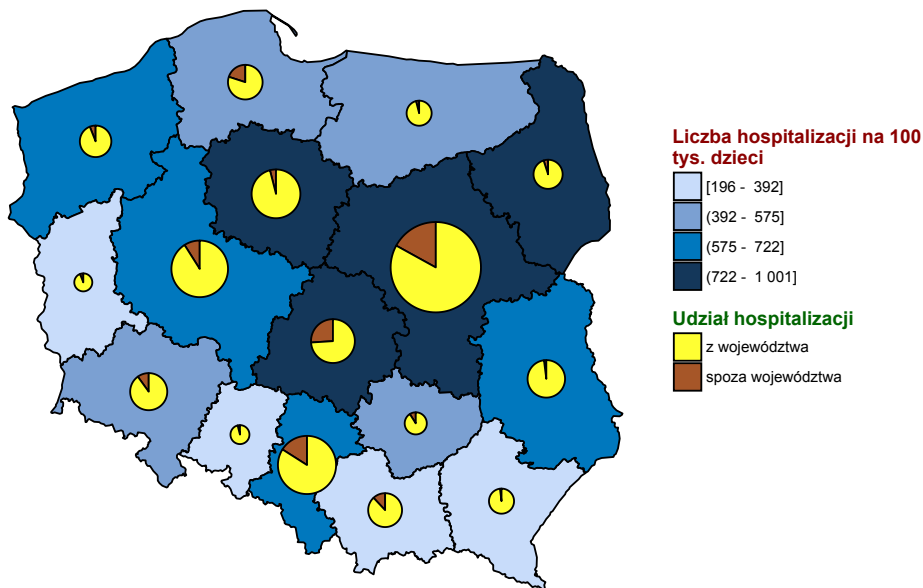 Liczba hospitalizacji na 100
tys. dzieci
[196 - 392]
(392 - 575]
(575 - 722]
(722 - 1 001]
Udział hospitalizacji
z województwa
spoza województwa